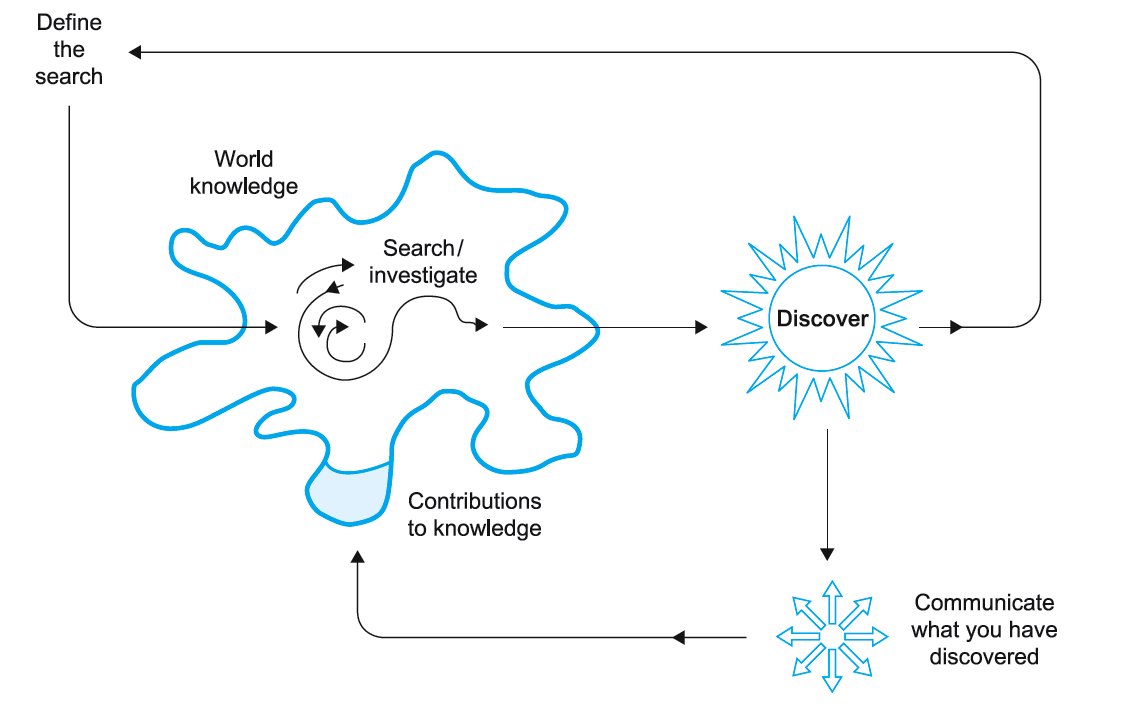 Define
the
search
World
knowledge
Search/
investigate
Discover
Contributions
to knowledge
Communicate
what you have
discovered